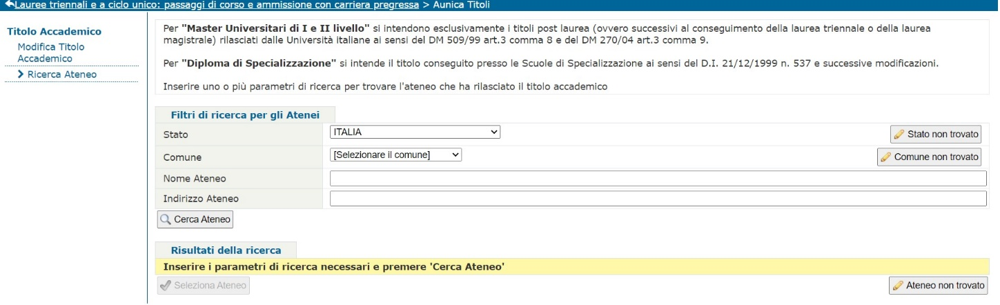 Lauree triennali e a ciclo unico: passaggi di corso e ammissione con carriera pregressa > Aunica Titoli
Titolo Accademico
Modifica Titolo
Accademico
Ricerca Ateneo
Per "Master Universitari di I e II livello" si intendono esclusivamente i titoli post laurea (ovvero successivi al conseguimento della laurea triennale o della laurea
magistrale) rilasciati dalle Università italiane ai sensi del DM 509/99 art.3 comma 8 e del DM 270/04 art.3 comma 9.
Per "Diploma di Specializzazione" si intende il titolo conseguito presso le Scuole di Specializzazione ai sensi del D.I. 21/12/1999 n. 537 e successive modificazioni.
Inserire uno o più parametri di ricerca per trovare l'ateneo che ha rilasciato il titolo accademico
Filtri di ricerca per gli Atenei
Stato ITALIA Stato non trovato
Comune [Selezionare il comune] Comune non trovato
Nome Ateneo
Indirizzo Ateneo
Cerca Ateneo
Risultati della ricerca
Inserire i parametri di ricerca necessari e premere 'Cerca Ateneo'
Seleziona Ateneo Ateneo non trovato